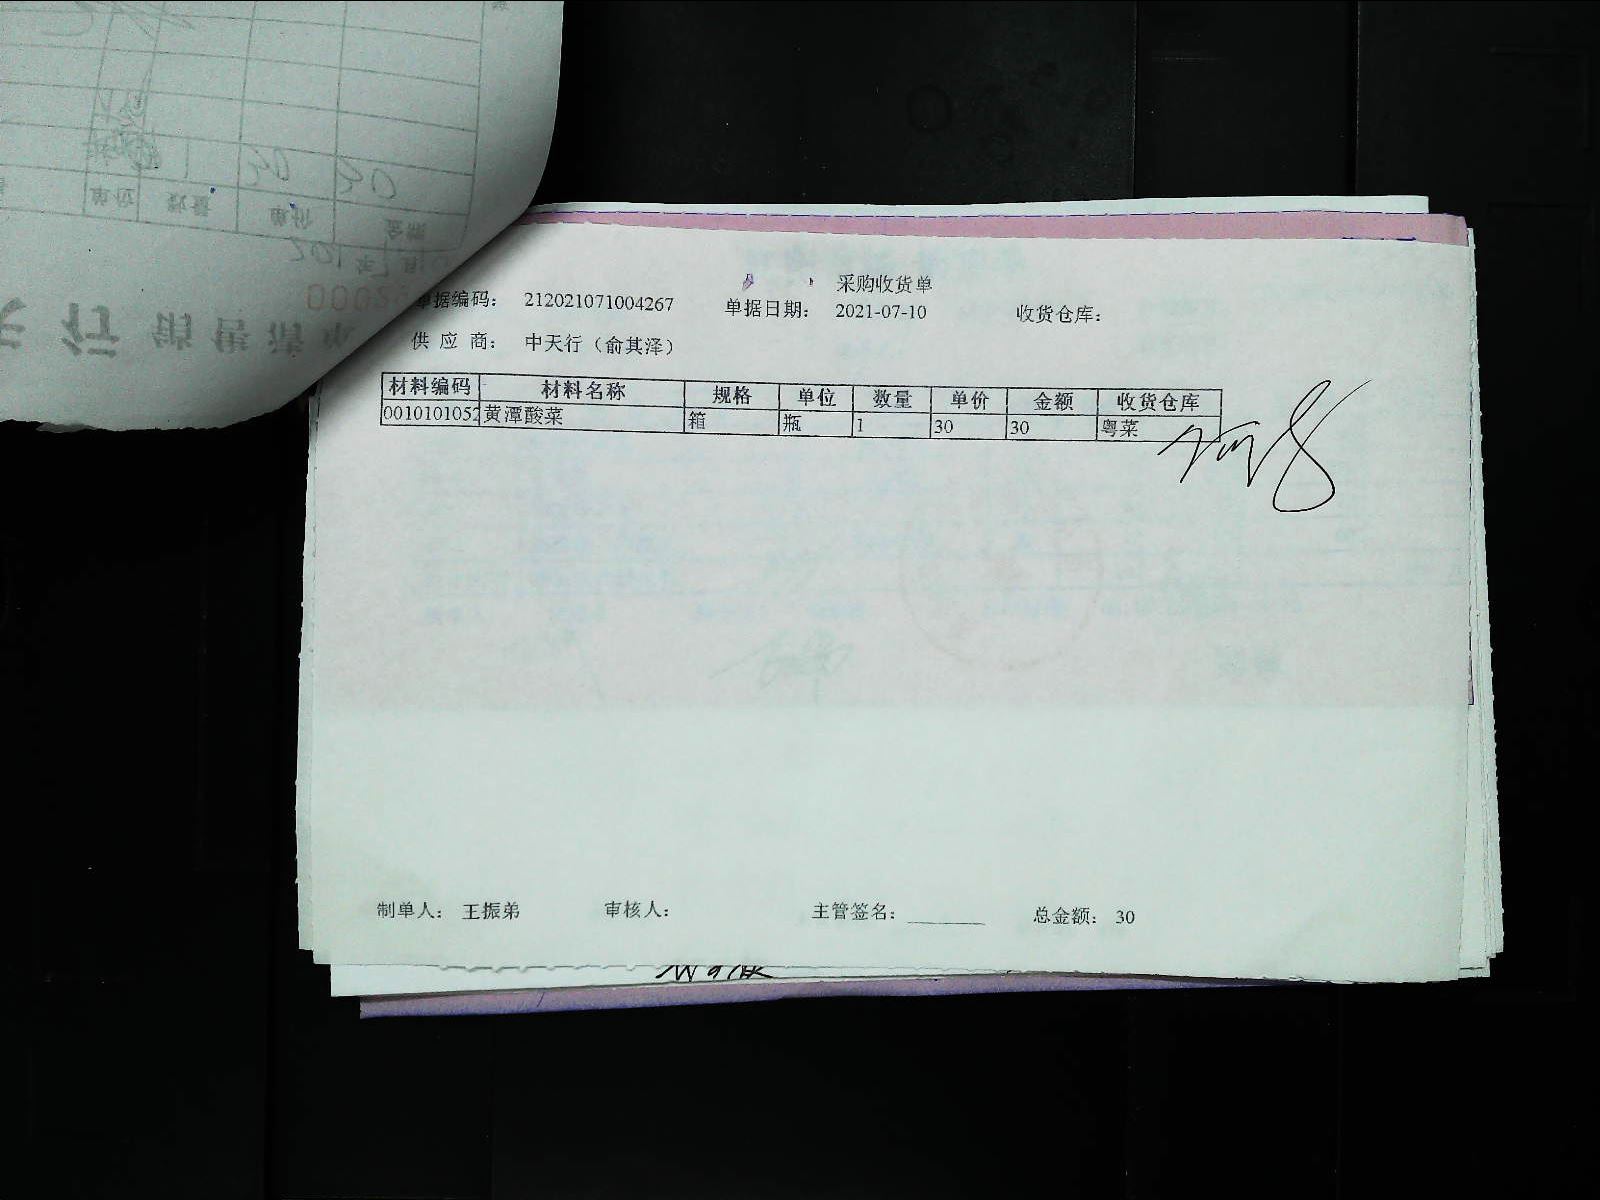 采购收货单
单据编码： 212021071004267 单据日期： 2021-07-10 收货仓库：
供 应 商： 中天行（俞其泽）
材料编码 材料名称 规格 单位 数量 单价 金额 收货仓库
0010101052 黄潭酸菜 箱 瓶 1 30 30 粤菜
制单人： 王振弟 审核人： 主管签名：________ 总金额： 30